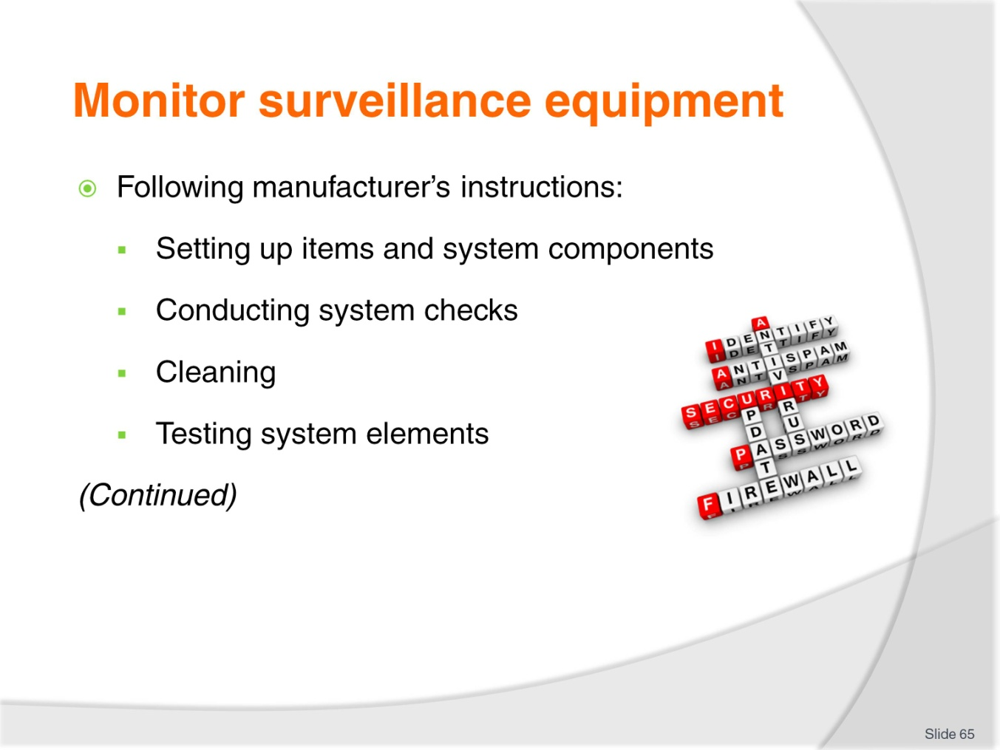 Monitor surveillance equipment
Following manufacturer’s instructions:
Setting up items and system components
Conducting system checks
Cleaning
Testing system elements
(Continued)
IDENTIFY
ANTISPAM
SECURITY
PASSWORD
FIREWALL
ANTIVIRUS
UPDATE
Slide 65